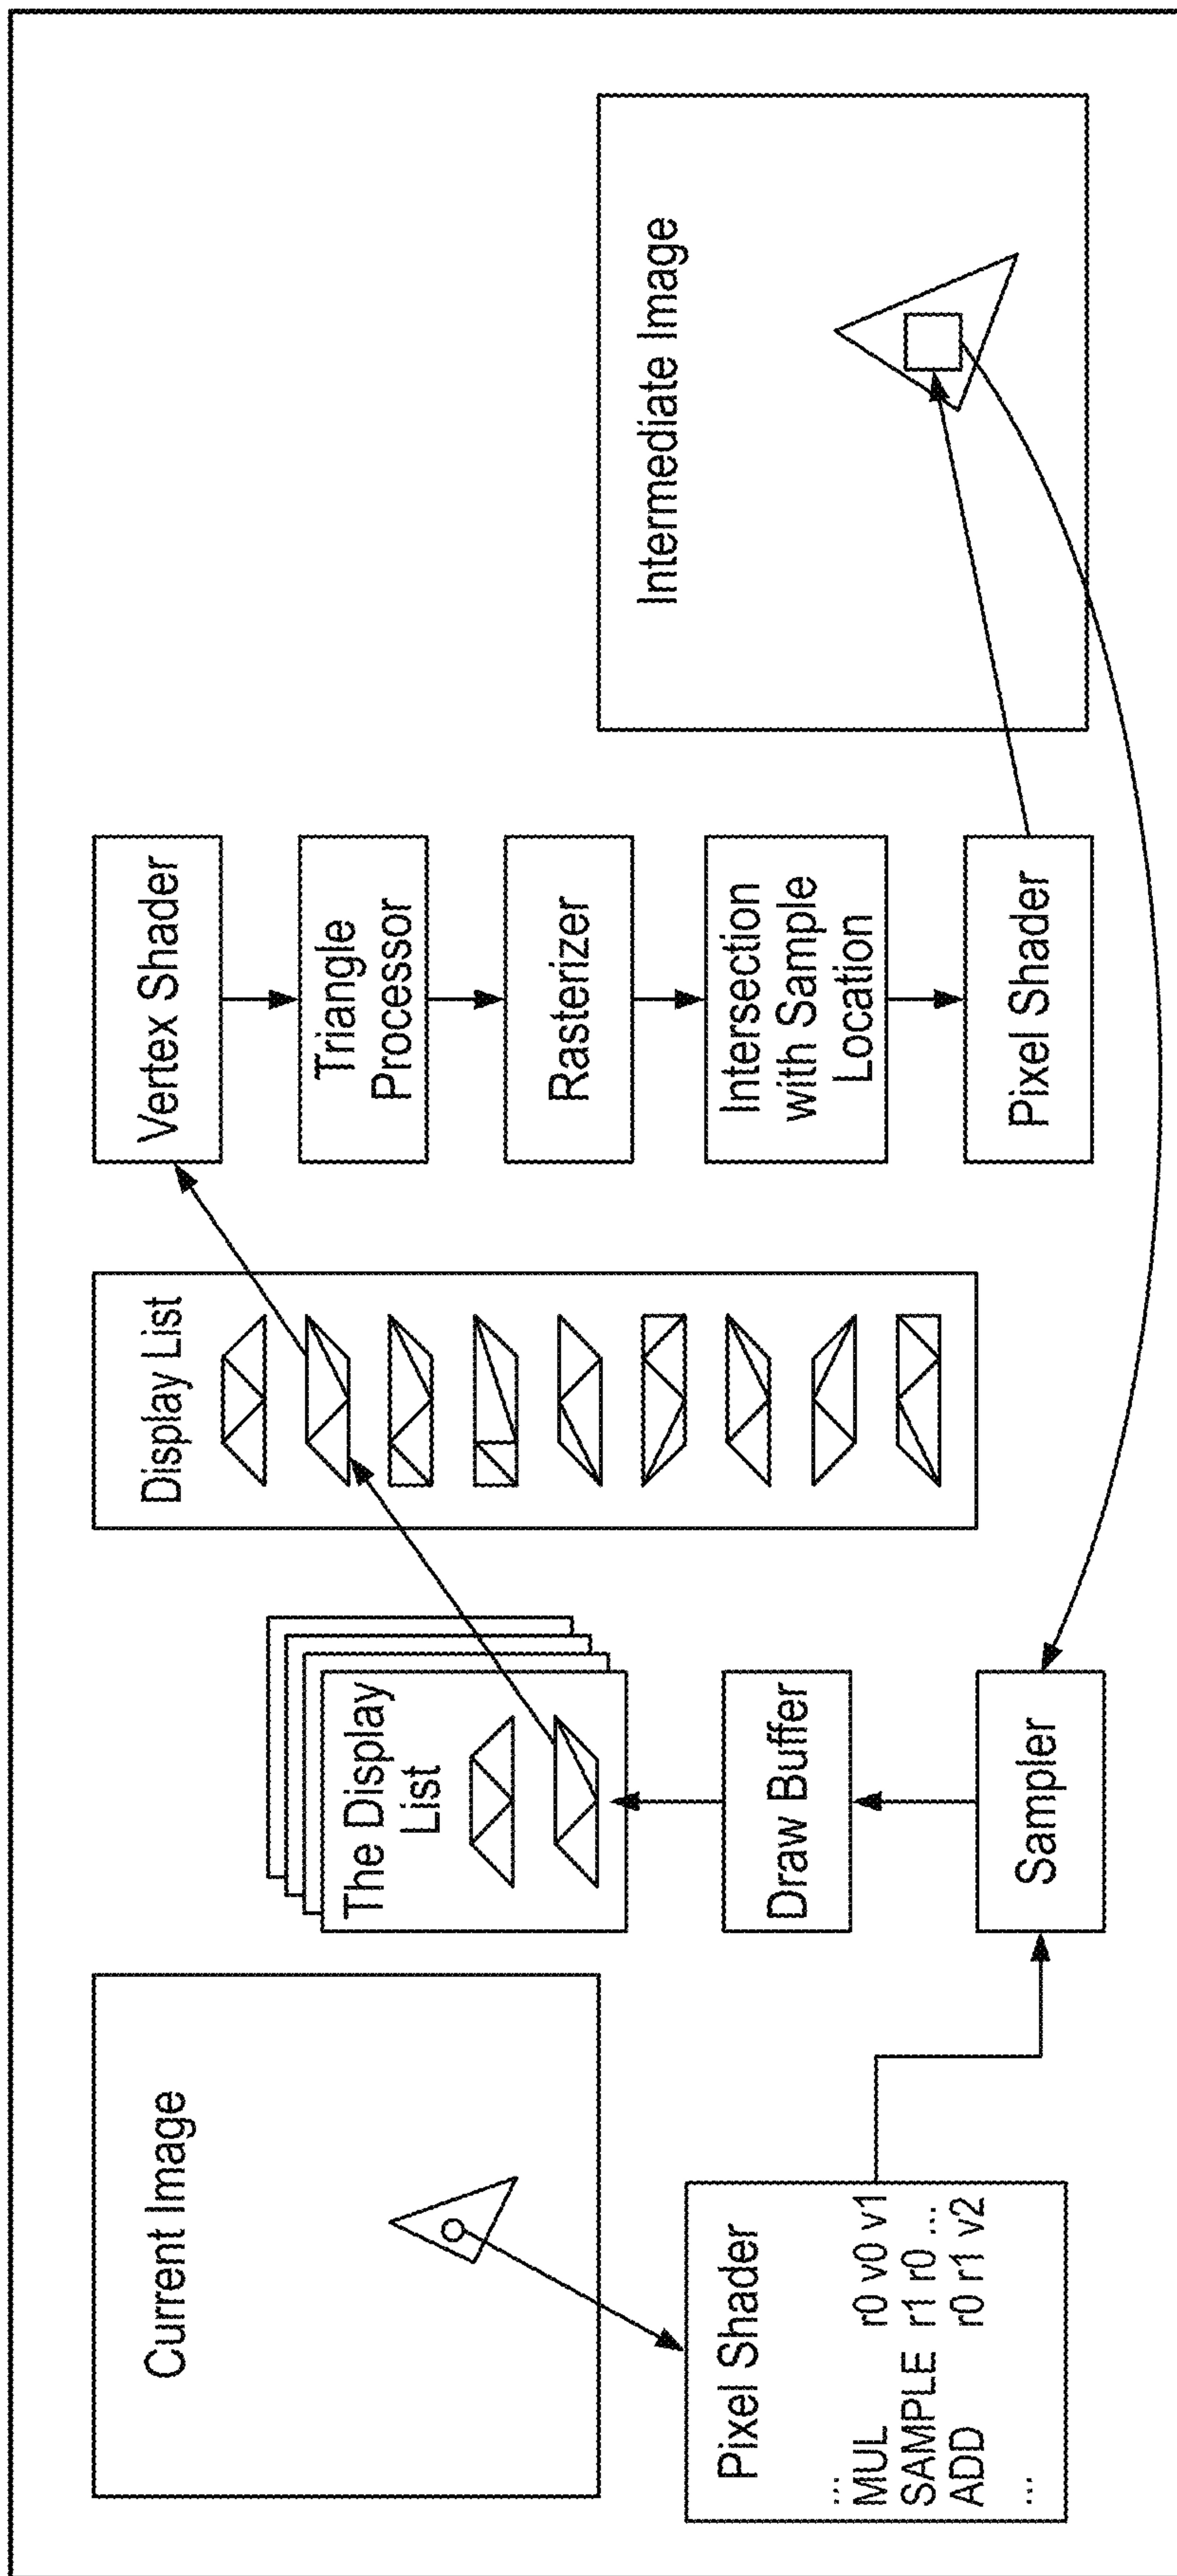 Current Image
Pixel Shader
...
MUL r0 v0 v1
SAMPLE r1 r0 ...
ADD r0 r1 v2
...
The Display
List
Draw Buffer
Sampler
Display List
Vertex Shader
Triangle
Processor
Rasterizer
Intersection
with Sample
Location
Pixel Shader
Intermediate Image